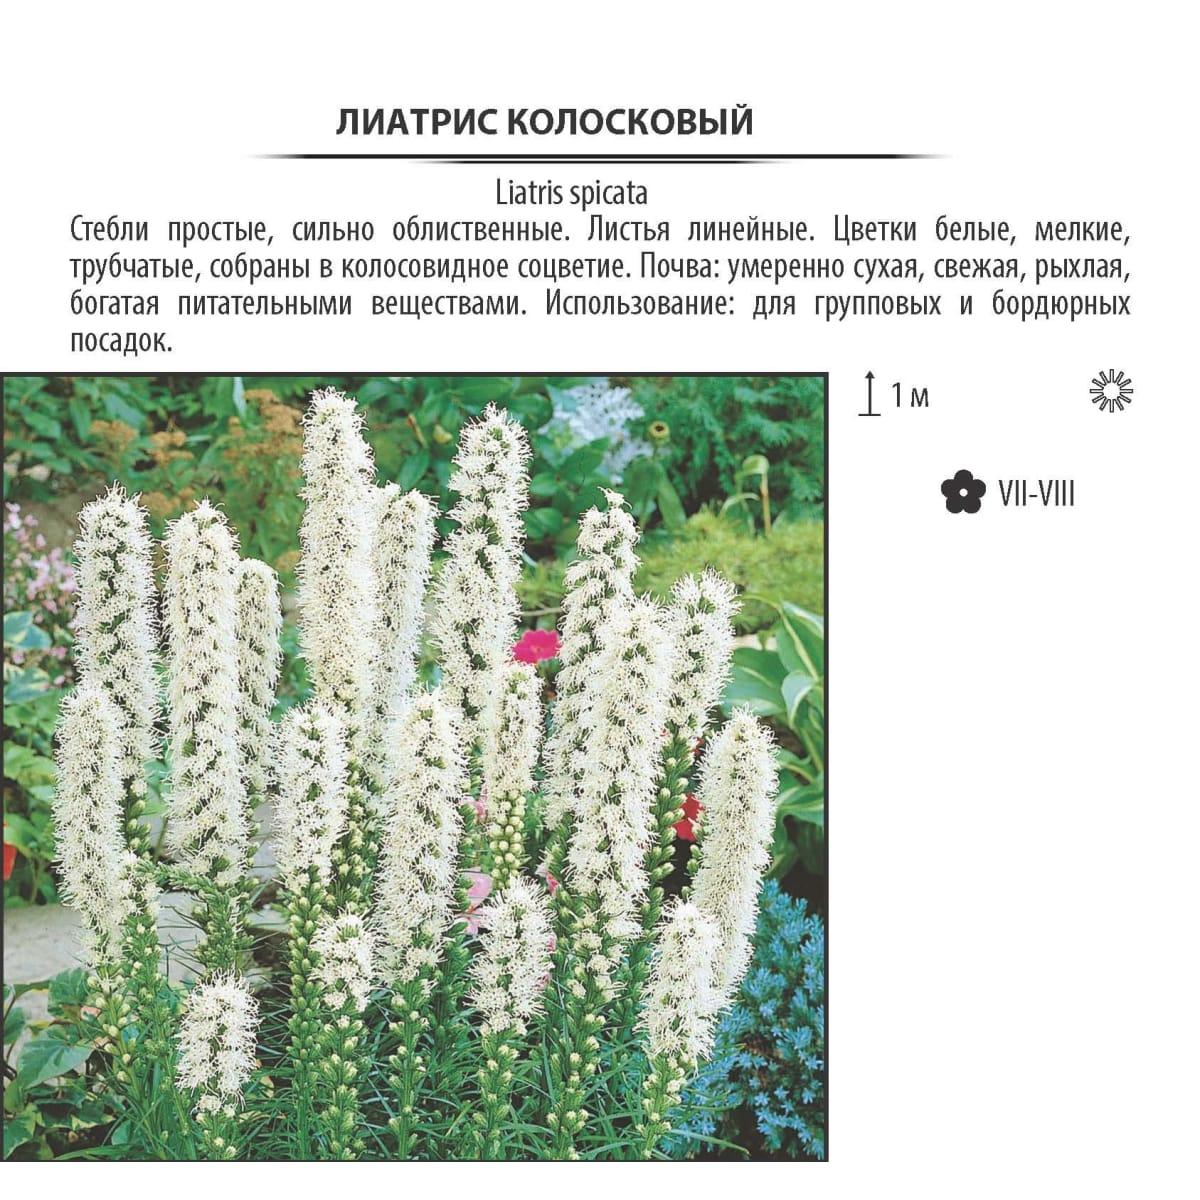 ЛИАТРИС КОЛОСКОВЫЙ
Liatris spicata
Стебли простые, сильно облиственные. Листья линейные. Цветки белые, мелкие,
трубчатые, собраны в колосовидное соцветие. Почва: умеренно сухая, свежая, рыхлая,
богатая питательными веществами. Использование: для групповых и бордюрных
посадок.
1 м
VII-VIII